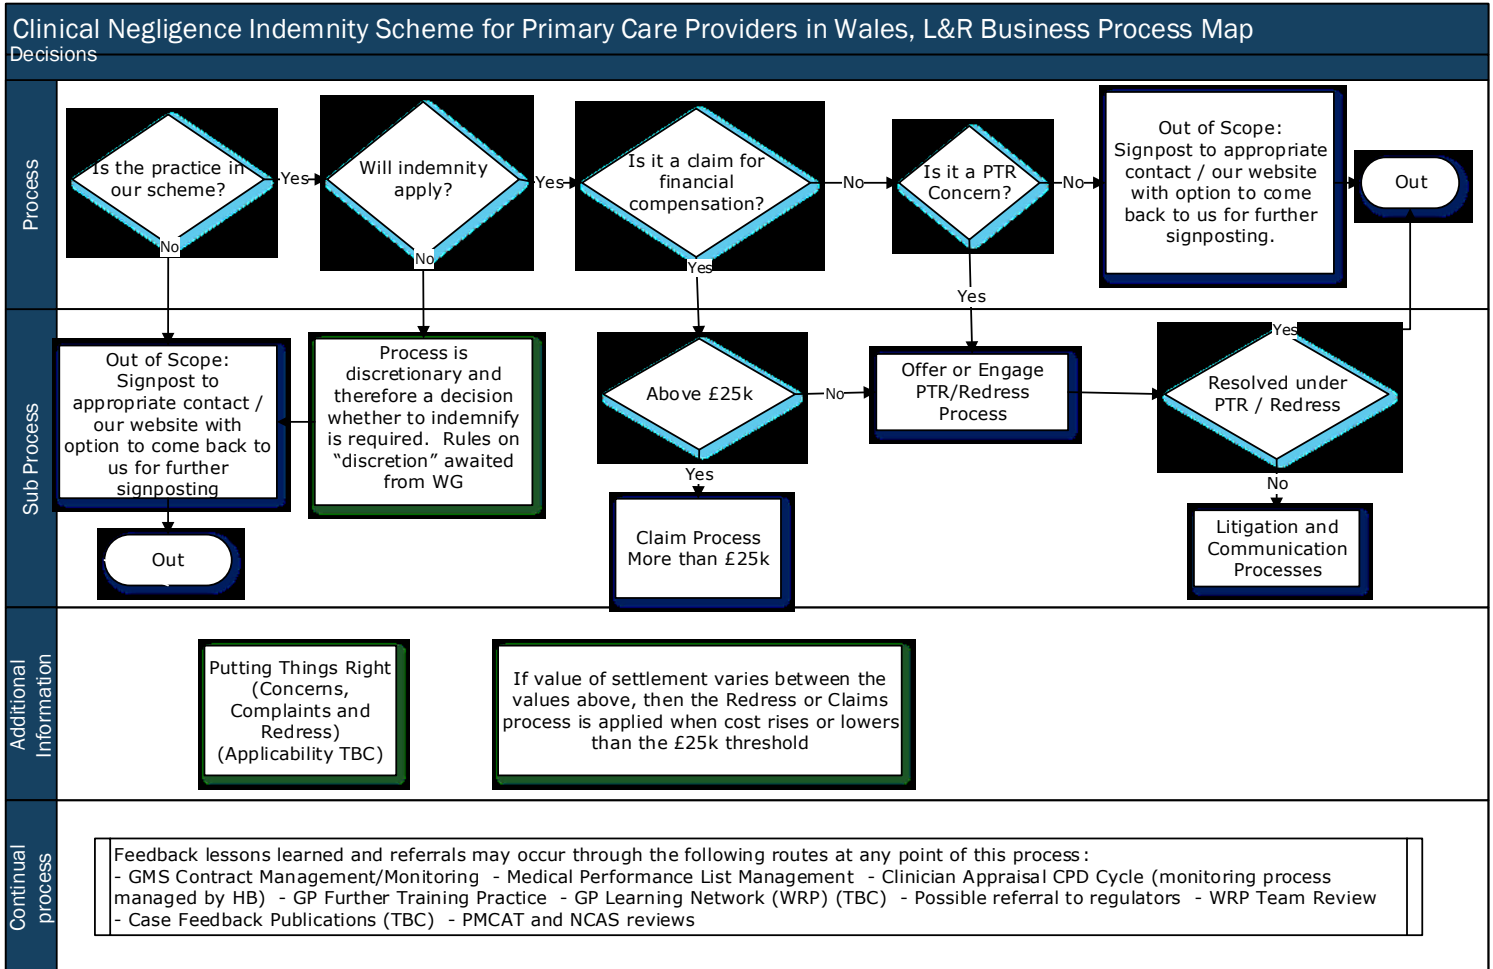 Clinical Negligence Indemnity Scheme for Primary Care Providers in Wales, L&R Business Process Map
Decisions
Process
Is the practice in
our scheme?
Yes
No
Will indemnity
apply?
Yes
No
Is it a claim for
financial
compensation?
No
Yes
Is it a PTR
Concern?
No
Yes
Out of Scope:
Signpost to appropriate
contact / our website
with option to come
back to us for further
signposting.
Out
Sub Process
Out of Scope:
Signpost to
appropriate contact /
our website with
option to come back to
us for further
signposting
Out
Process is
discretionary and
therefore a decision
whether to indemnify
is required.  Rules on
“discretion” awaited
from WG
Above £25k
No
Yes
Claim Process
More than £25k
Offer or Engage
PTR/Redress
Process
Yes
Resolved under
PTR / Redress
No
Litigation and
Communication
Processes
Additional
Information
Putting Things Right
(Concerns,
Complaints and
Redress)
(Applicability TBC)
If value of settlement varies between the
values above, then the Redress or Claims
process is applied when cost rises or lowers
than the £25k threshold
Continual
process
Feedback lessons learned and referrals may occur through the following routes at any point of this process:
- GMS Contract Management/Monitoring  - Medical Performance List Management  - Clinician Appraisal CPD Cycle (monitoring process
managed by HB)  - GP Further Training Practice  - GP Learning Network (WRP) (TBC)  - Possible referral to regulators  - WRP Team Review
- Case Feedback Publications (TBC)  - PMCAT and NCAS reviews